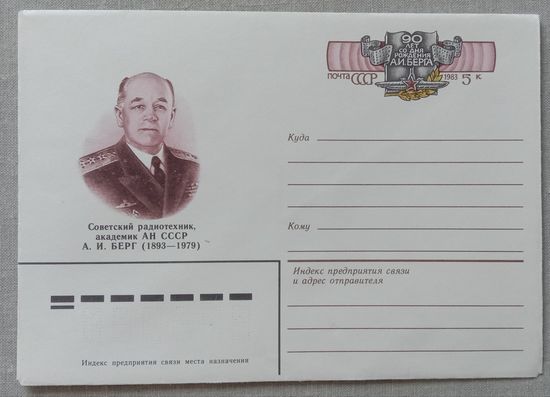 90
ЛЕТ
СО ДНЯ
РОЖДЕНИЯ
А.И.БЕРГА
ПОЧТА СССР 1983 5 к
Советский радиотехник,
академик АН СССР
А. И. БЕРГ (1893—1979)
Куда
Кому
Индекс предприятия связи
и адрес отправителя
Индекс предприятия связи места назначения